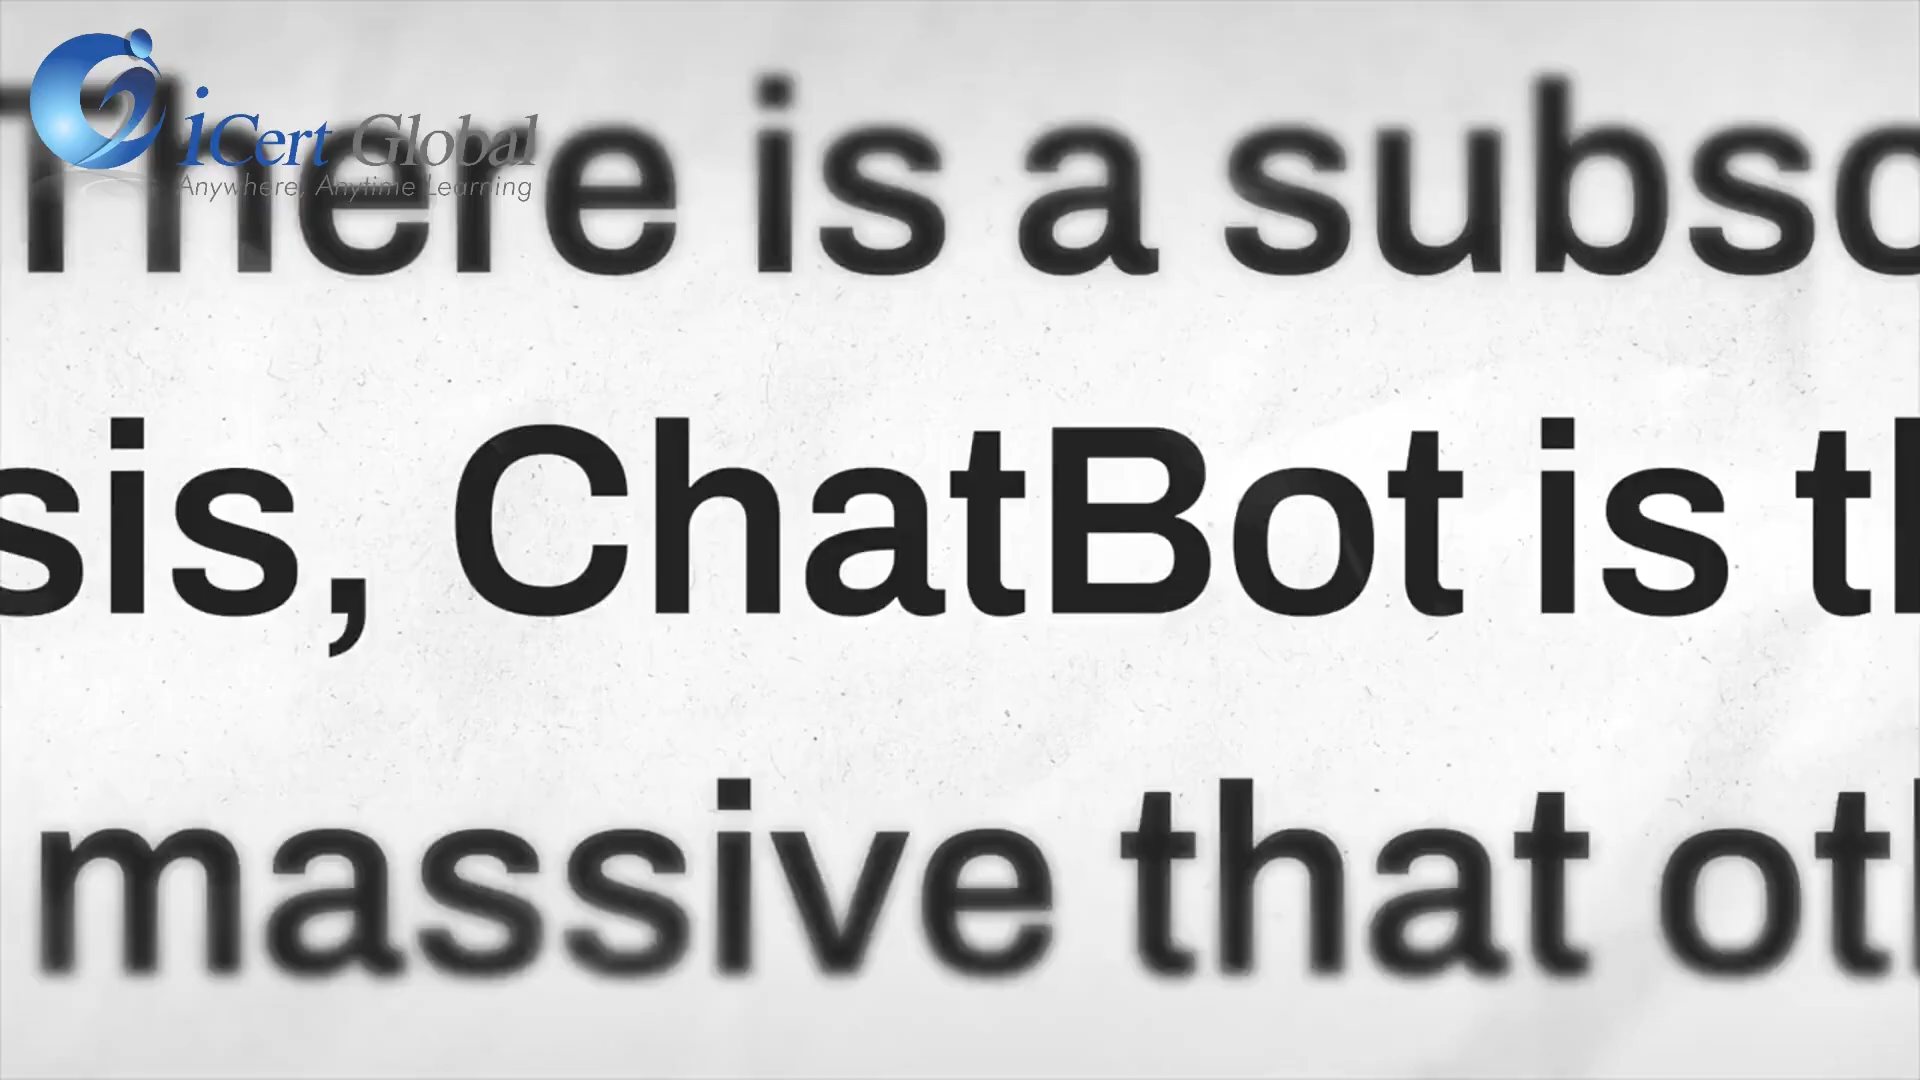 iCert Global
Anywhere, Anytime Learning
There is a subsc
sis, ChatBot is th
massive that oth